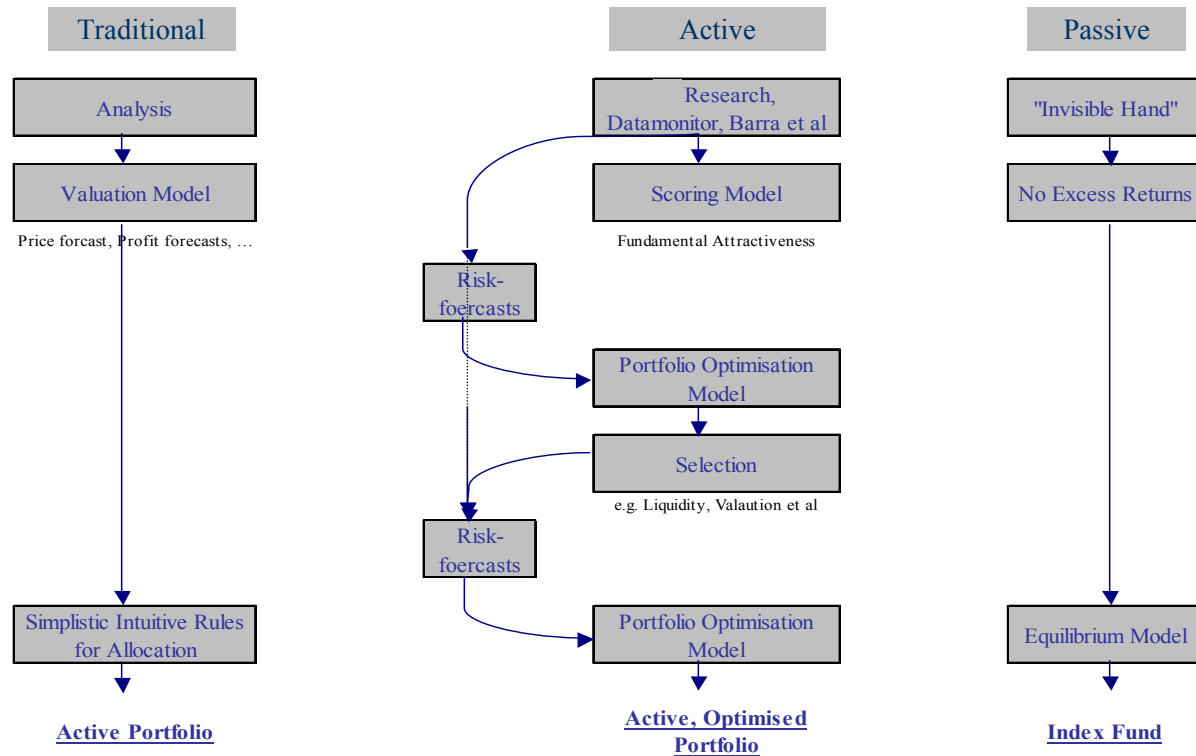 Traditional
Active
Passive
Analysis
Research,
Datamonitor, Barra et al
"Invisible Hand"
Valuation Model
Scoring Model
No Excess Returns
Price forcast, Profit forecasts, …
Fundamental Attractiveness
Risk-
foercasts
Portfolio Optimisation
Model
Selection
e.g. Liquidity, Valaution et al
Risk-
foercasts
Simplistic Intuitive Rules
for Allocation
Portfolio Optimisation
Model
Equilibrium Model
Active Portfolio
Active, Optimised
Portfolio
Index Fund